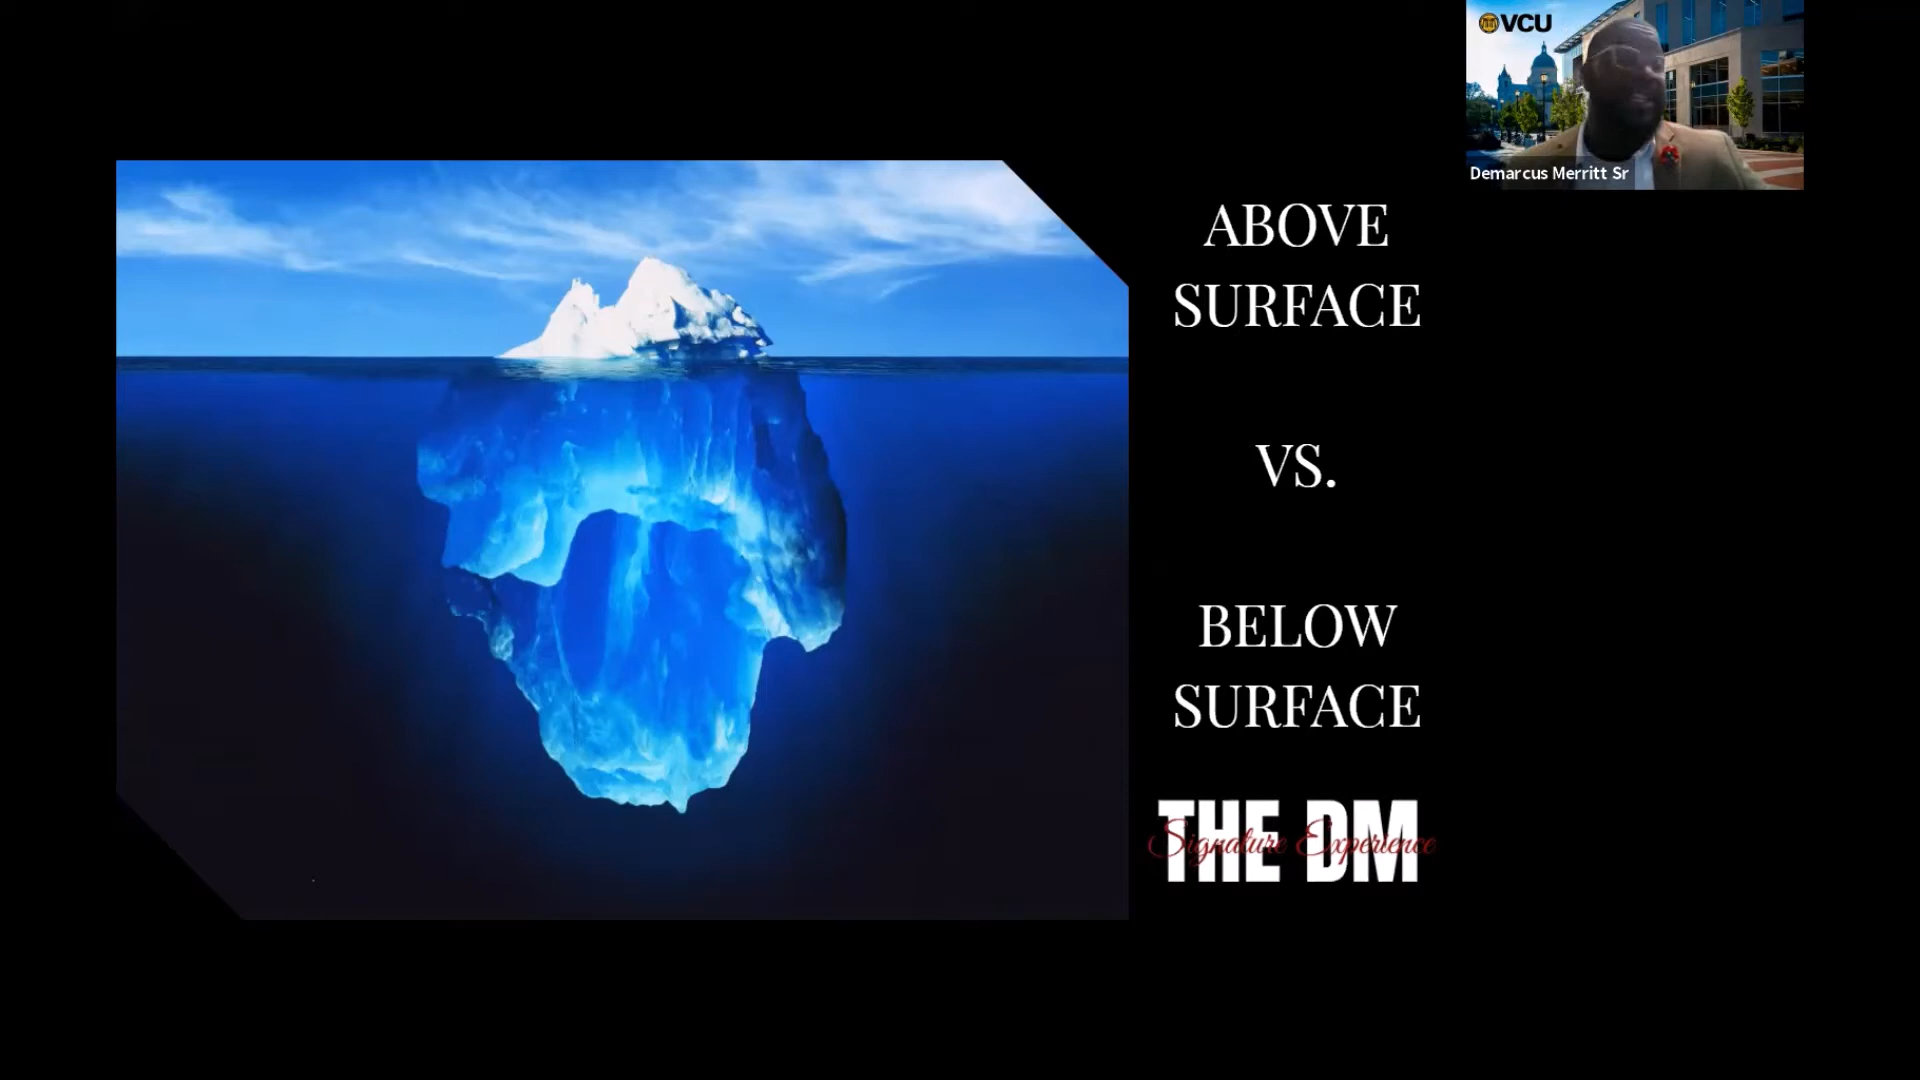 VCU
Demarcus Merritt Sr
ABOVE
SURFACE
VS.
BELOW
SURFACE
THE DM
Signature Experience